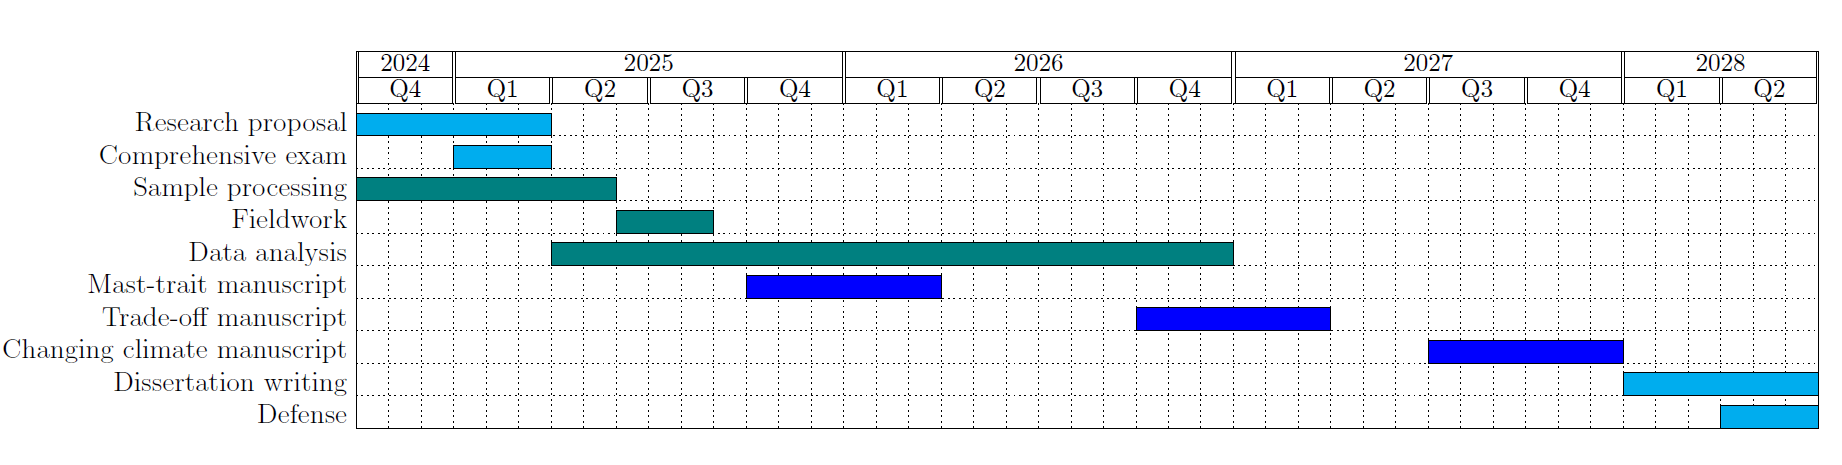 2024 2025 2026 2027 2028
Q4 Q1 Q2 Q3 Q4 Q1 Q2 Q3 Q4 Q1 Q2 Q3 Q4 Q1 Q2
Research proposal
Comprehensive exam
Sample processing
Fieldwork
Data analysis
Mast-trait manuscript
Trade-off manuscript
Changing climate manuscript
Dissertation writing
Defense